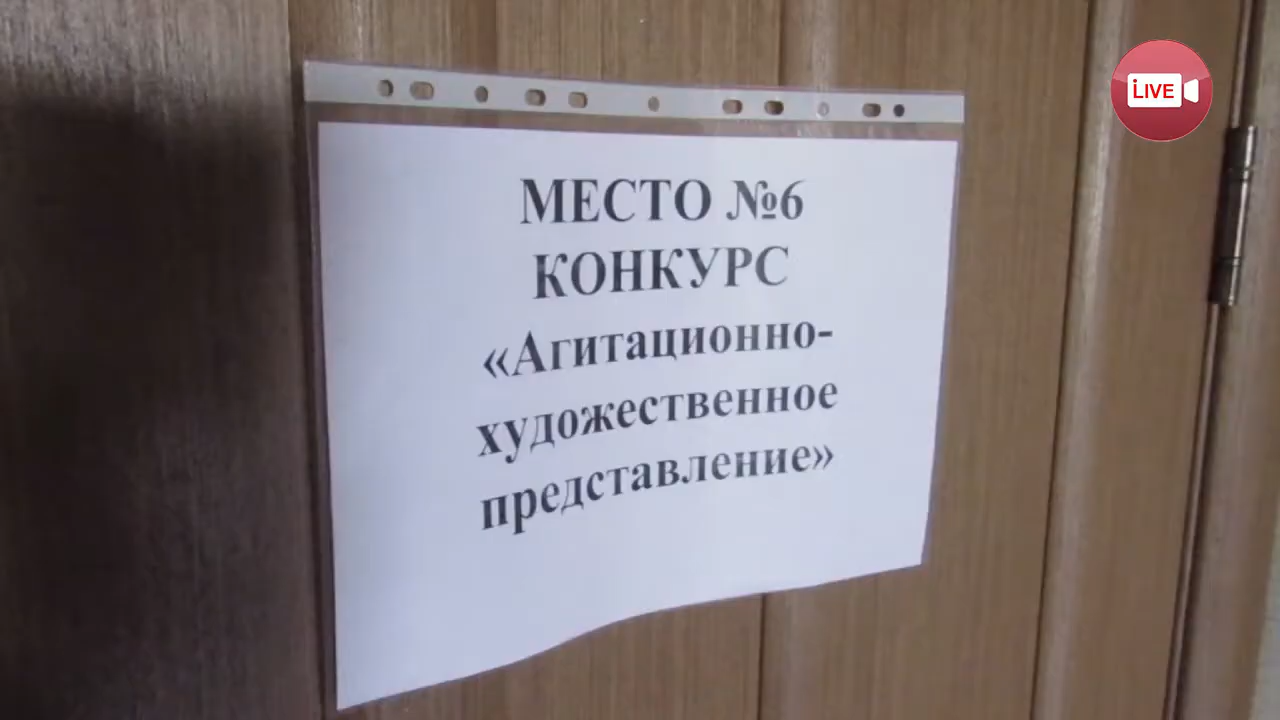 LIVE
МЕСТО №6
КОНКУРС
«Агитационно-
художественное
представление»